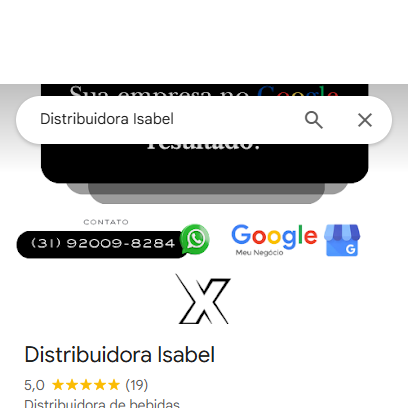 Sua empresa no Google
Distribuidora Isabel
resultado.
CONTATO
(31) 92009-8284
Google
Meu Negócio
G
X
Distribuidora Isabel
5,0 ★★★★★ (19)
Distribuidora de bebidas